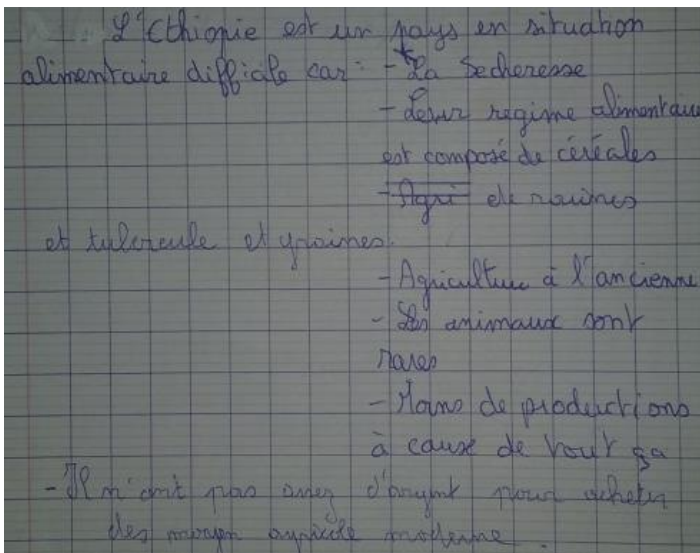 L'Ethiopie est un pays en situation
alimentaire difficile car : - La Secheresse
- Leur regime alimentaire
est composé de céréales
- Agri de racines
et tubercule et graines.
- Agriculture à l'ancienne
- Les animaux sont
rares
- Moins de productions
à cause de tout ça
- Il n'ont pas assez d'argent pour acheter
des moyen agricole moderne.